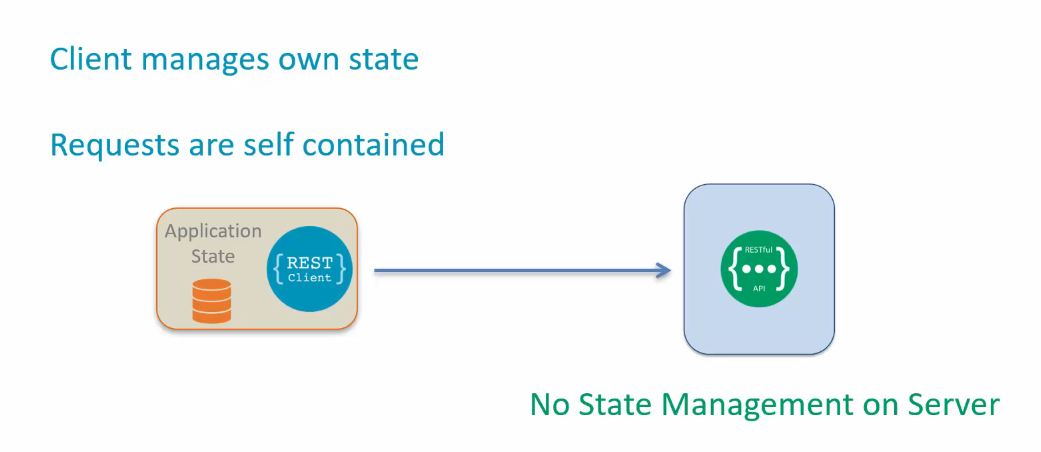 Client manages own state
Requests are self contained
Application
State
{REST}
Client
RESTful
{•••}
API
No State Management on Server